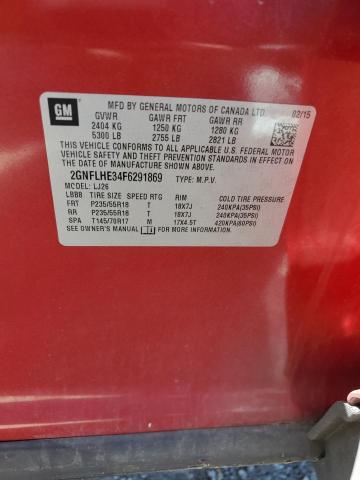 GM
MFD BY GENERAL MOTORS OF CANADA LTD 02/15
GVWR GAWR FRT GAWR RR
2404 KG 1250 KG 1280 KG
5300 LB 2755 LB 2821 LB
THIS VEHICLE CONFORMS TO ALL APPLICABLE U.S. FEDERAL
MOTOR VEHICLE SAFETY, BUMPER, AND THEFT
PREVENTION STANDARDS IN EFFECT ON
THE DATE OF MANUFACTURE SHOWN ABOVE.
2GNFLHE34F6291869 TYPE: M.P.V.
MODEL: LJ26
LBBB TIRE SIZE SPEED RTG RIM COLD TIRE PRESSURE
FRT P235/55R18 T 18X7J 240KPA(35PSI)
RR P235/55R18 T 18X7J 240KPA(35PSI)
SPA T145/70R17 M 17X4.5T 420KPA(60PSI)
SEE OWNER'S MANUAL FOR ADDITIONAL INFORMATION.